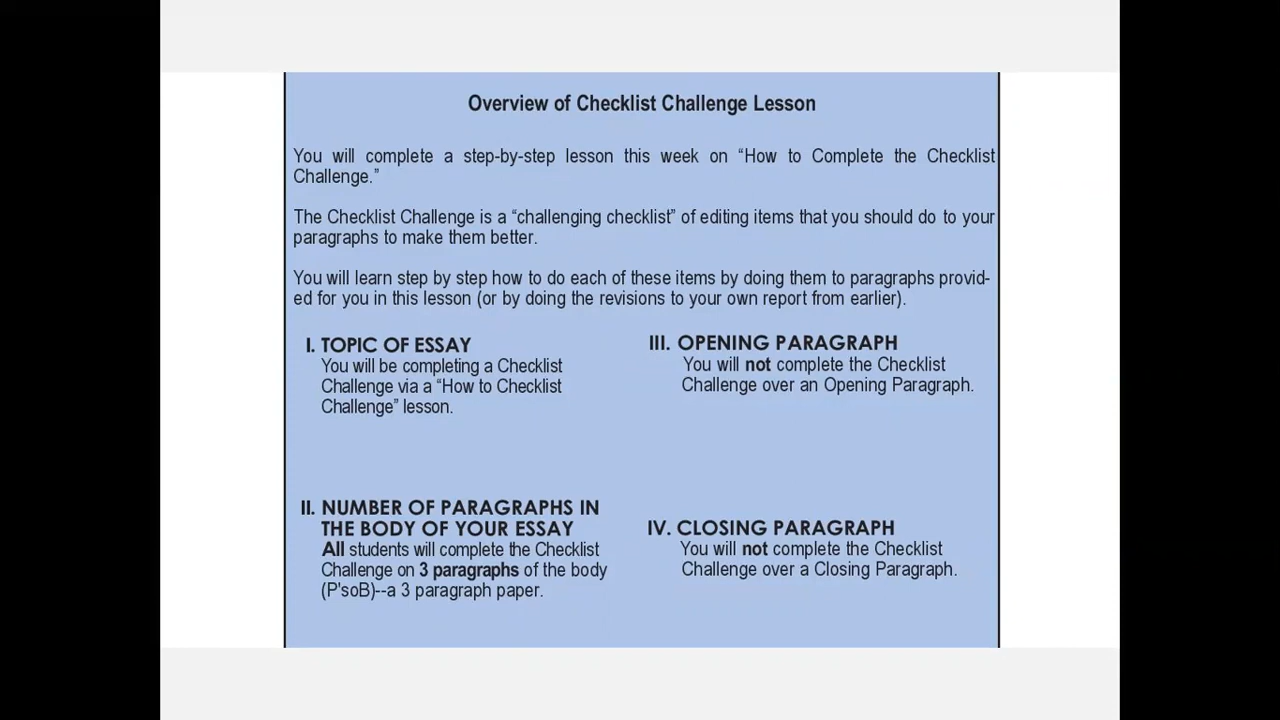 Overview of Checklist Challenge Lesson
You will complete a step-by-step lesson this week on “How to Complete the Checklist
Challenge.”
The Checklist Challenge is a “challenging checklist” of editing items that you should do to your
paragraphs to make them better.
You will learn step by step how to do each of these items by doing them to paragraphs provid-
ed for you in this lesson (or by doing the revisions to your own report from earlier).
I. TOPIC OF ESSAY
You will be completing a Checklist
Challenge via a “How to Checklist
Challenge” lesson.
II. NUMBER OF PARAGRAPHS IN
THE BODY OF YOUR ESSAY
All students will complete the Checklist
Challenge on 3 paragraphs of the body
(P'soB)--a 3 paragraph paper.
III. OPENING PARAGRAPH
You will not complete the Checklist
Challenge over an Opening Paragraph.
IV. CLOSING PARAGRAPH
You will not complete the Checklist
Challenge over a Closing Paragraph.